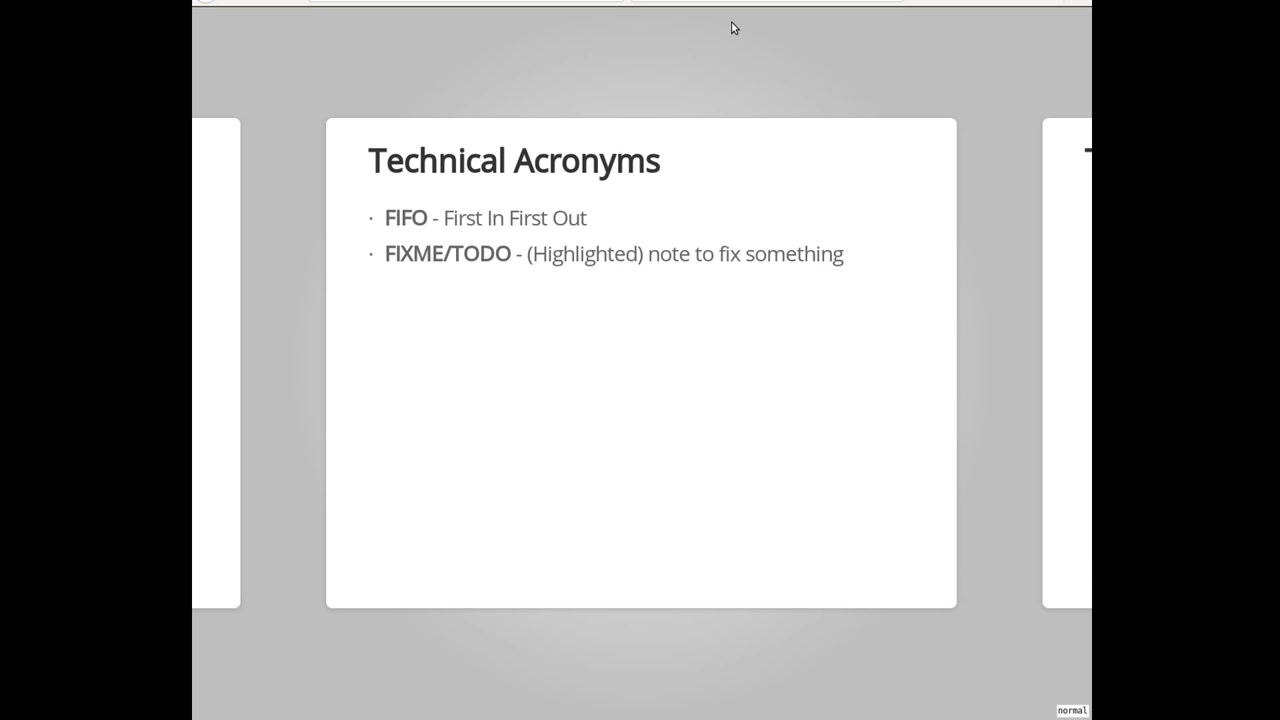 Technical Acronyms
· FIFO - First In First Out
· FIXME/TODO - (Highlighted) note to fix something
normal